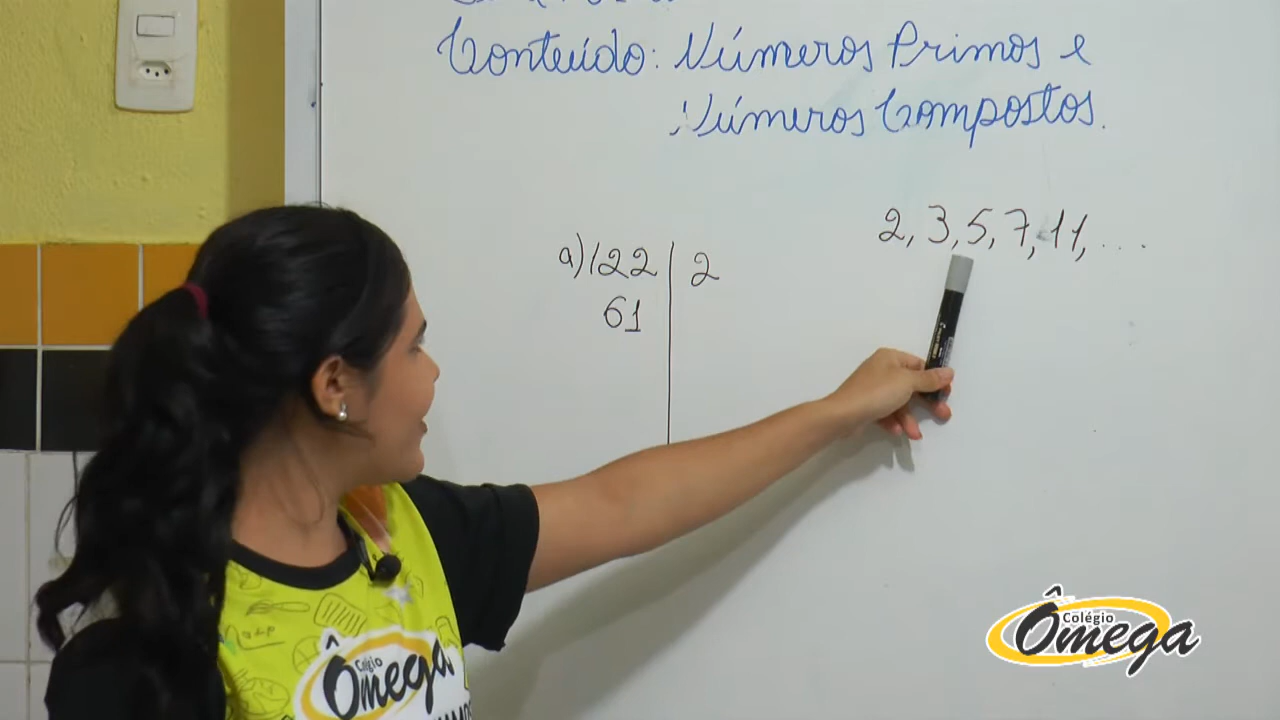 Conteúdo: Números Primos e
Números Compostos.
2, 3, 5, 7, 11, ...
a) 122 | 2
61
Colégio
Ômega
Colégio
Ômega